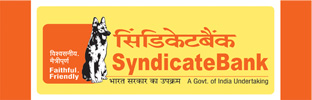 विश्वसनीय.
मैत्रीपूर्ण
Faithful.
Friendly
सिंडिकेटबैंक
SyndicateBank
भारत सरकार का उपक्रम A Govt. of India Undertaking